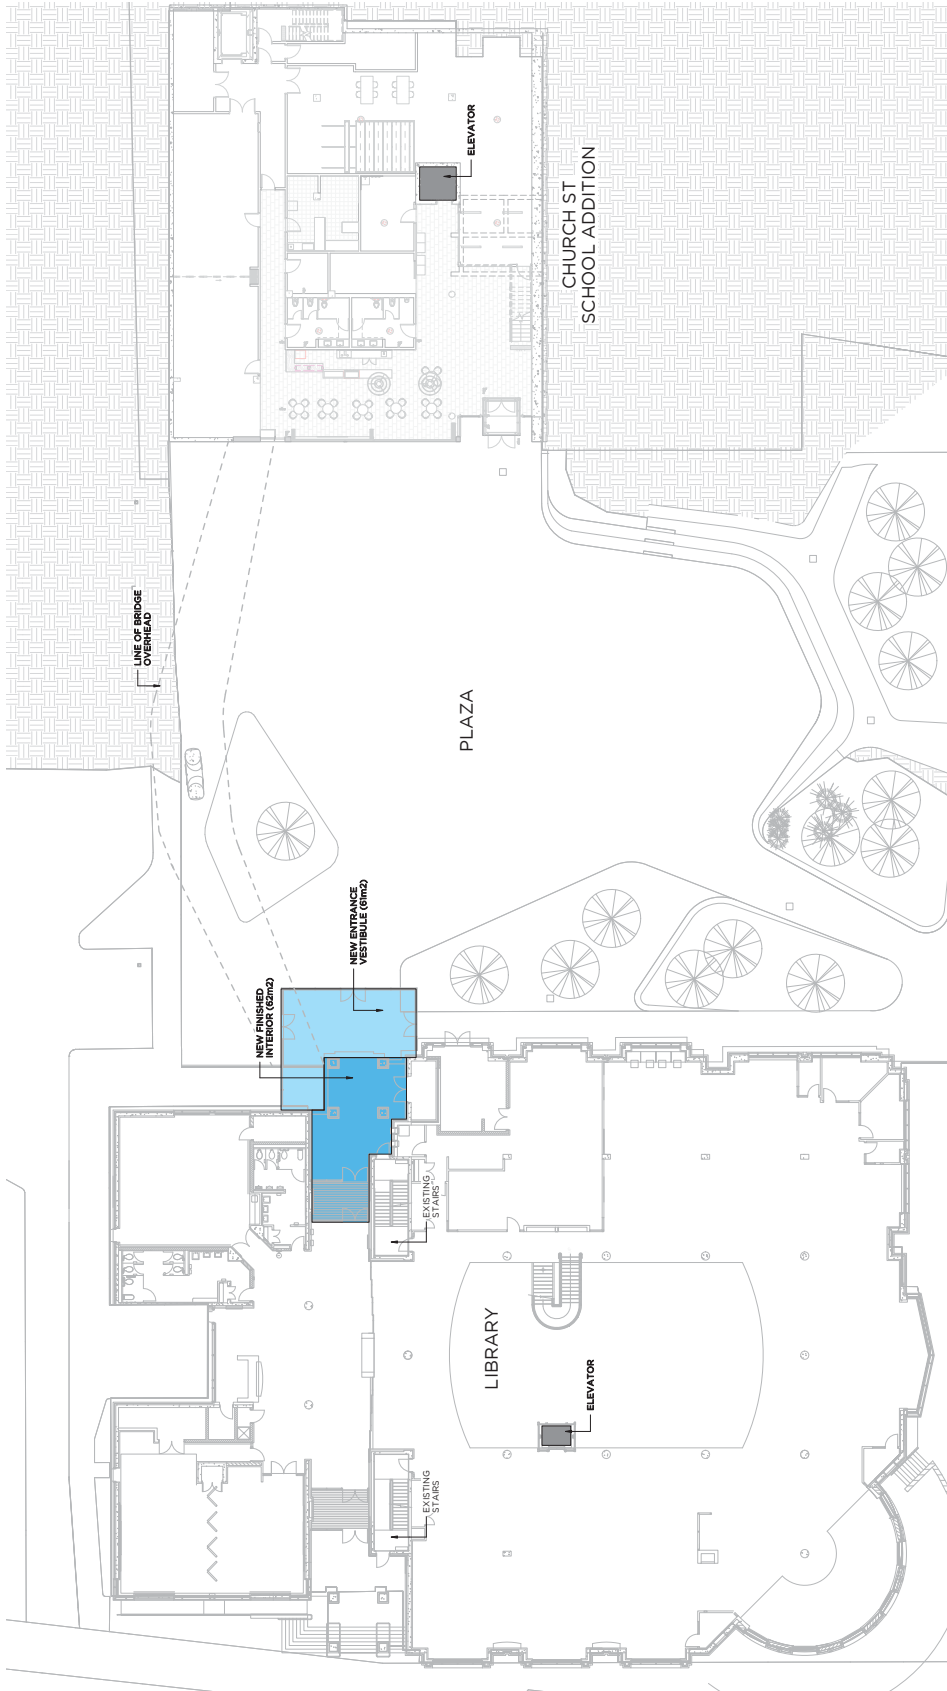 ELEVATOR
CHURCH ST
SCHOOL ADDITION
LINE OF BRIDGE
OVERHEAD
PLAZA
NEW ENTRANCE
VESTIBULE (61m2)
NEW FINISHED
INTERIOR (62m2)
EXISTING
STAIRS
LIBRARY
ELEVATOR
EXISTING
STAIRS